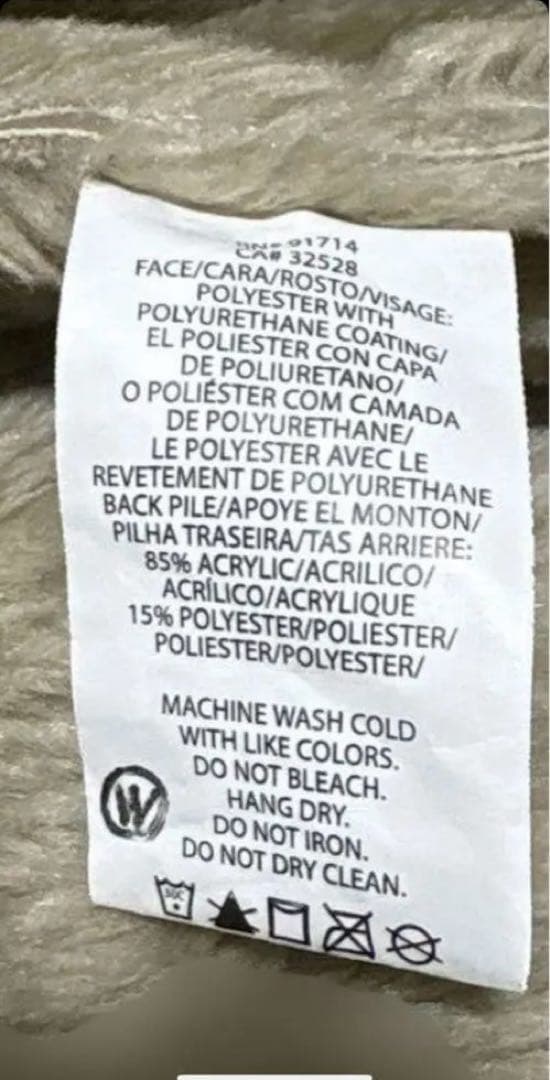 RN# 91714
CA# 32528
FACE/CARA/ROSTO/VISAGE:
POLYESTER WITH
POLYURETHANE COATING/
EL POLIESTER CON CAPA
DE POLIURETANO/
O POLIÉSTER COM CAMADA
DE POLYURETHANE/
LE POLYESTER AVEC LE
REVETEMENT DE POLYURETHANE
BACK PILE/APOYE EL MONTON/
PILHA TRASEIRA/TAS ARRIERE:
85% ACRYLIC/ACRILICO/
ACRÍLICO/ACRYLIQUE
15% POLYESTER/POLIESTER/
POLIESTER/POLYESTER/
MACHINE WASH COLD
WITH LIKE COLORS.
DO NOT BLEACH.
HANG DRY.
DO NOT IRON.
DO NOT DRY CLEAN.
W